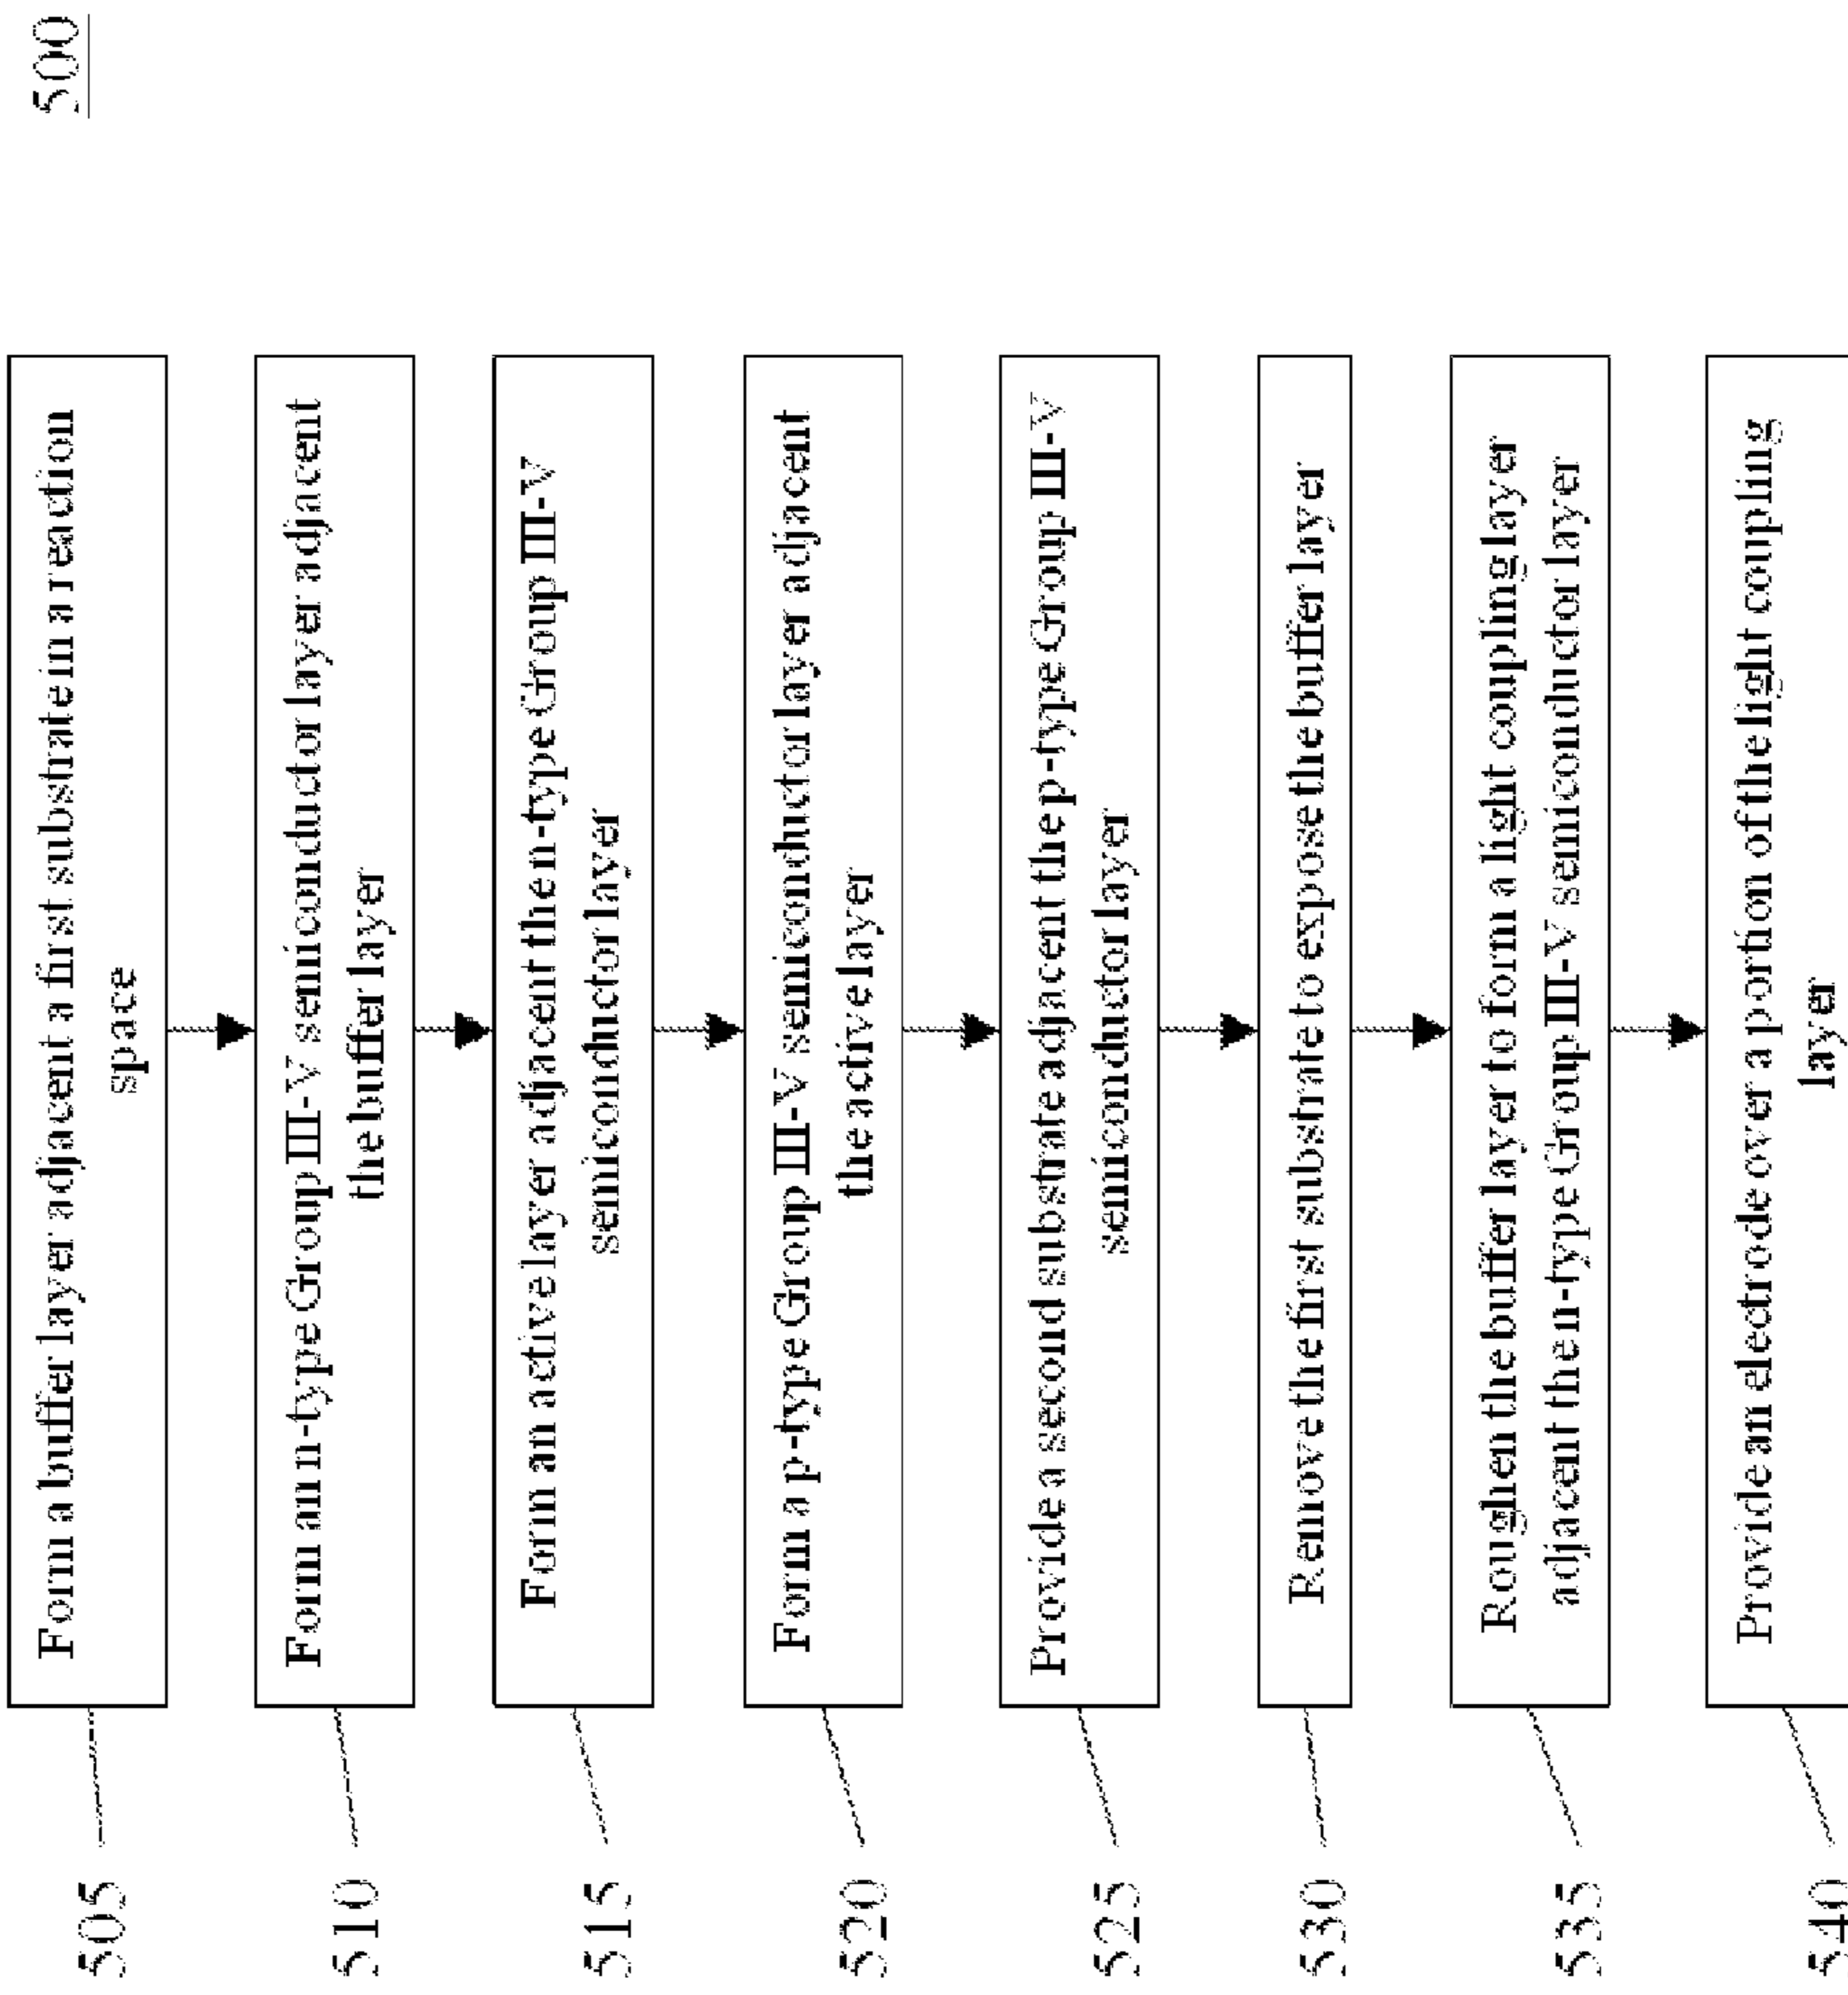 500
505
Form a buffer layer adjacent a first substrate in a reaction
space
510
Form an n-type Group III-V semiconductor layer adjacent
the buffer layer
515
Form an active layer adjacent the n-type Group III-V
semiconductor layer
520
Form a p-type Group III-V semiconductor layer adjacent
the active layer
525
Provide a second substrate adjacent the p-type Group III-V
semiconductor layer
530
Remove the first substrate to expose the buffer layer
535
Roughen the buffer layer to form a light coupling layer
adjacent the n-type Group III-V semiconductor layer
540
Provide an electrode over a portion of the light coupling
layer